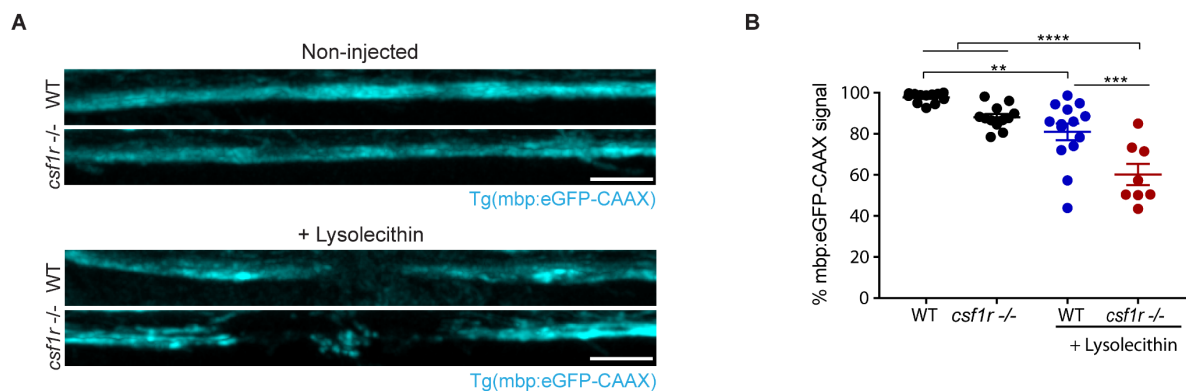 A
Non-injected
WT
csf1r -/-
Tg(mbp:eGFP-CAAX)
+ Lysolecithin
WT
csf1r -/-
Tg(mbp:eGFP-CAAX)
B
****
**
***
% mbp:eGFP-CAAX signal
100
80
60
40
20
0
WT
csf1r -/-
WT
csf1r -/-
+ Lysolecithin